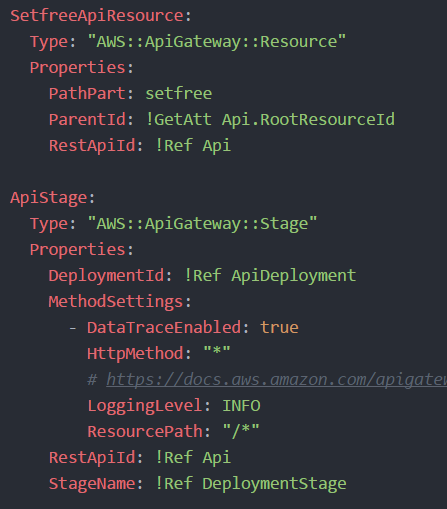 SetfreeApiResource:
  Type: "AWS::ApiGateway::Resource"
  Properties:
    PathPart: setfree
    ParentId: !GetAtt Api.RootResourceId
    RestApiId: !Ref Api

ApiStage:
  Type: "AWS::ApiGateway::Stage"
  Properties:
    DeploymentId: !Ref ApiDeployment
    MethodSettings:
      - DataTraceEnabled: true
        HttpMethod: "*"
        # https://docs.aws.amazon.com/apigatew
        LoggingLevel: INFO
        ResourcePath: "/*"
    RestApiId: !Ref Api
    StageName: !Ref DeploymentStage